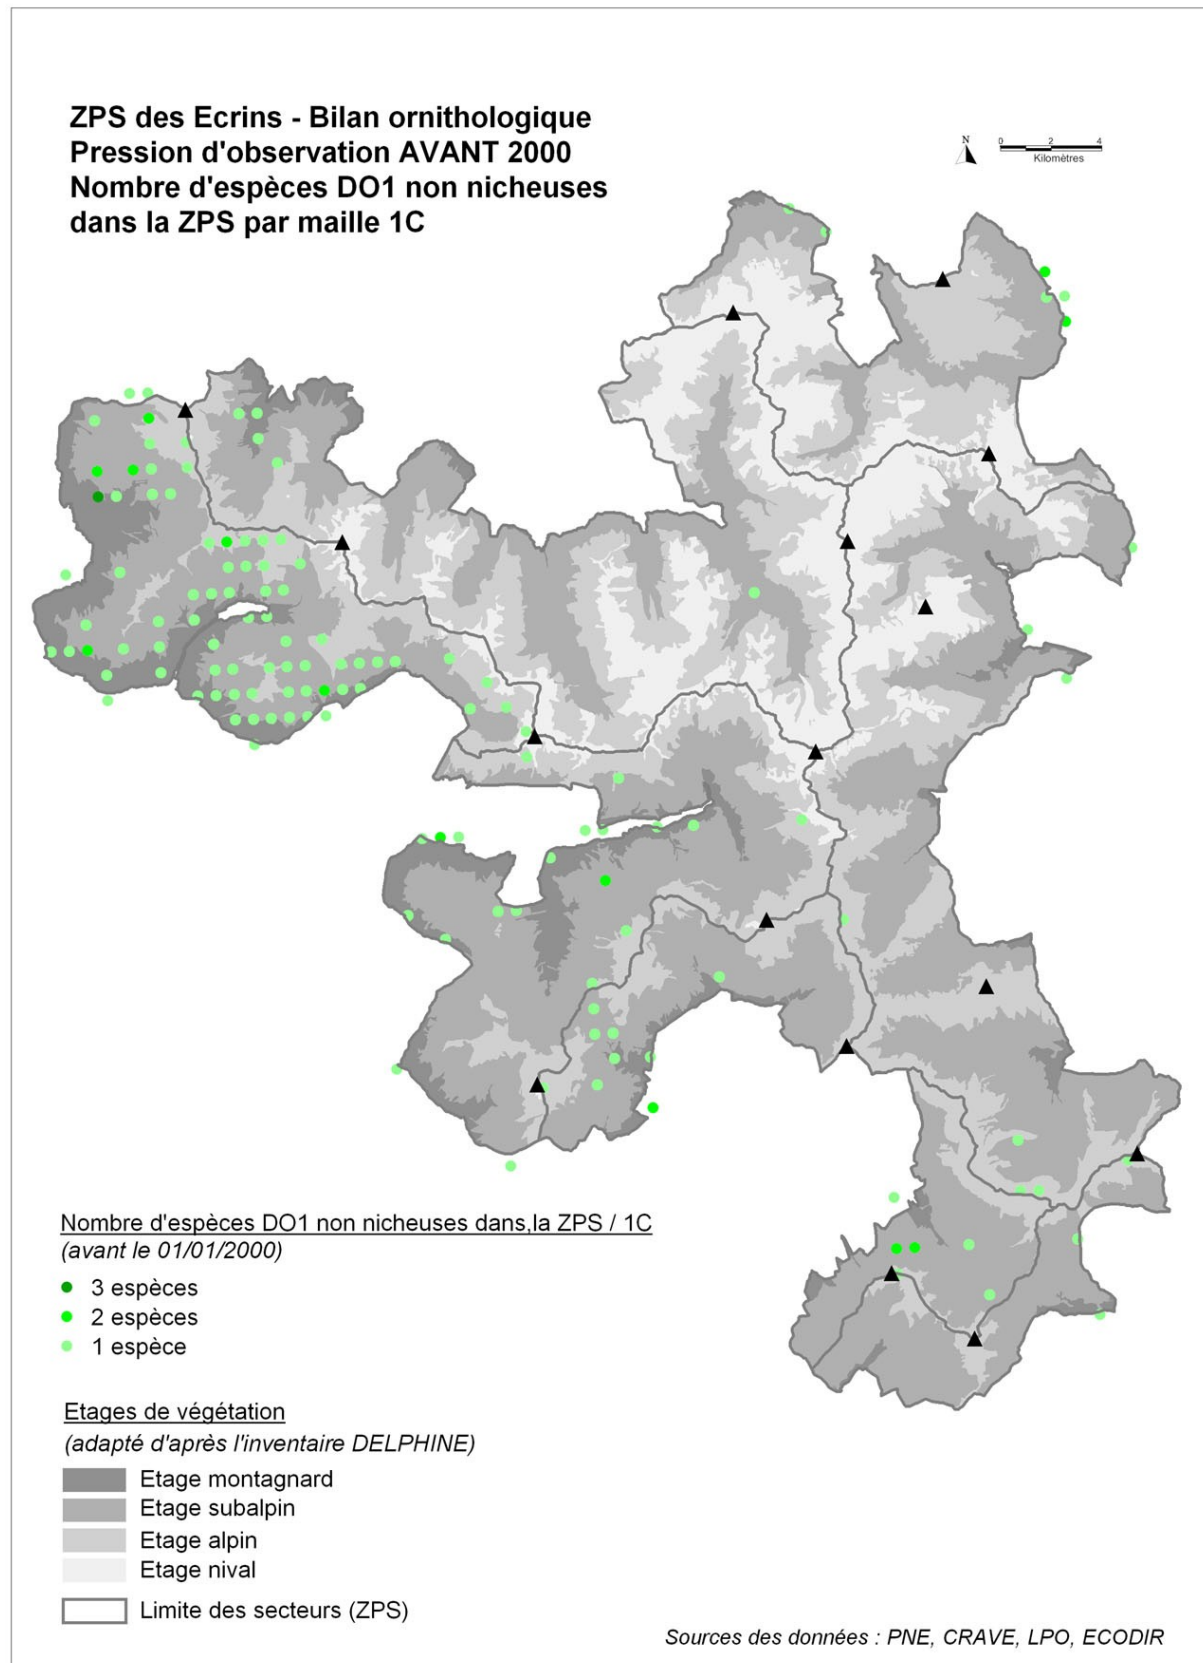 ZPS des Ecrins - Bilan ornithologique
Pression d'observation AVANT 2000
Nombre d'espèces DO1 non nicheuses
dans la ZPS par maille 1C
N
0 2 4
Kilomètres
Nombre d'espèces DO1 non nicheuses dans,la ZPS / 1C
(avant le 01/01/2000)
3 espèces
2 espèces
1 espèce
Etages de végétation
(adapté d'après l'inventaire DELPHINE)
Etage montagnard
Etage subalpin
Etage alpin
Etage nival
Limite des secteurs (ZPS)
Sources des données : PNE, CRAVE, LPO, ECODIR